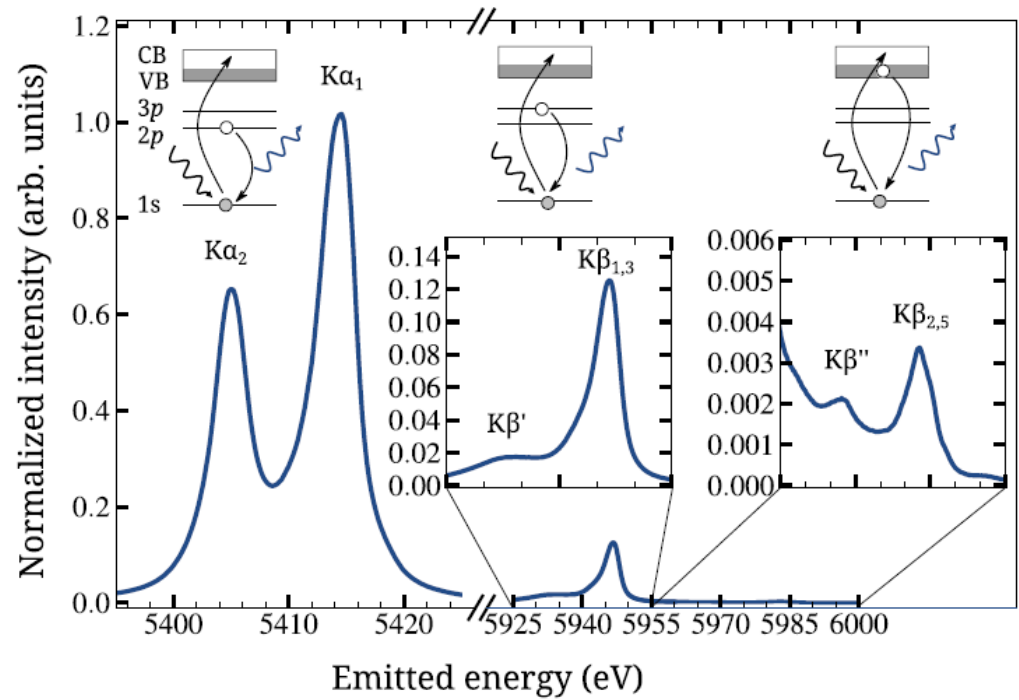 Normalized intensity (arb. units)
1.2
1.0
0.8
0.6
0.4
0.2
0.0
CB
VB
3p
2p
1s
Kα₁
Kα₂
0.14
0.12
0.10
0.08
0.06
0.04
0.02
0.00
Kβ₁,₃
Kβ'
0.006
0.005
0.004
0.003
0.002
0.001
0.000
Kβ''
Kβ₂,₅
5400 5410 5420 5925 5940 5955 5970 5985 6000
Emitted energy (eV)